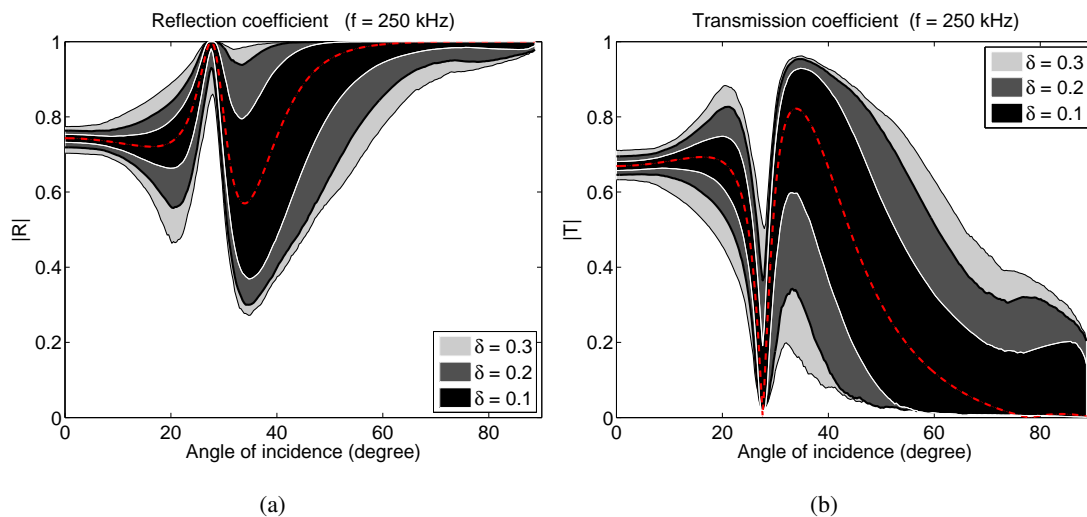 Reflection coefficient (f = 250 kHz)
1
0.8
0.6
0.4
0.2
0
|R|
δ = 0.3
δ = 0.2
δ = 0.1
0 20 40 60 80
Angle of incidence (degree)
(a)
Transmission coefficient (f = 250 kHz)
1
0.8
0.6
0.4
0.2
0
|T|
δ = 0.3
δ = 0.2
δ = 0.1
0 20 40 60 80
Angle of incidence (degree)
(b)